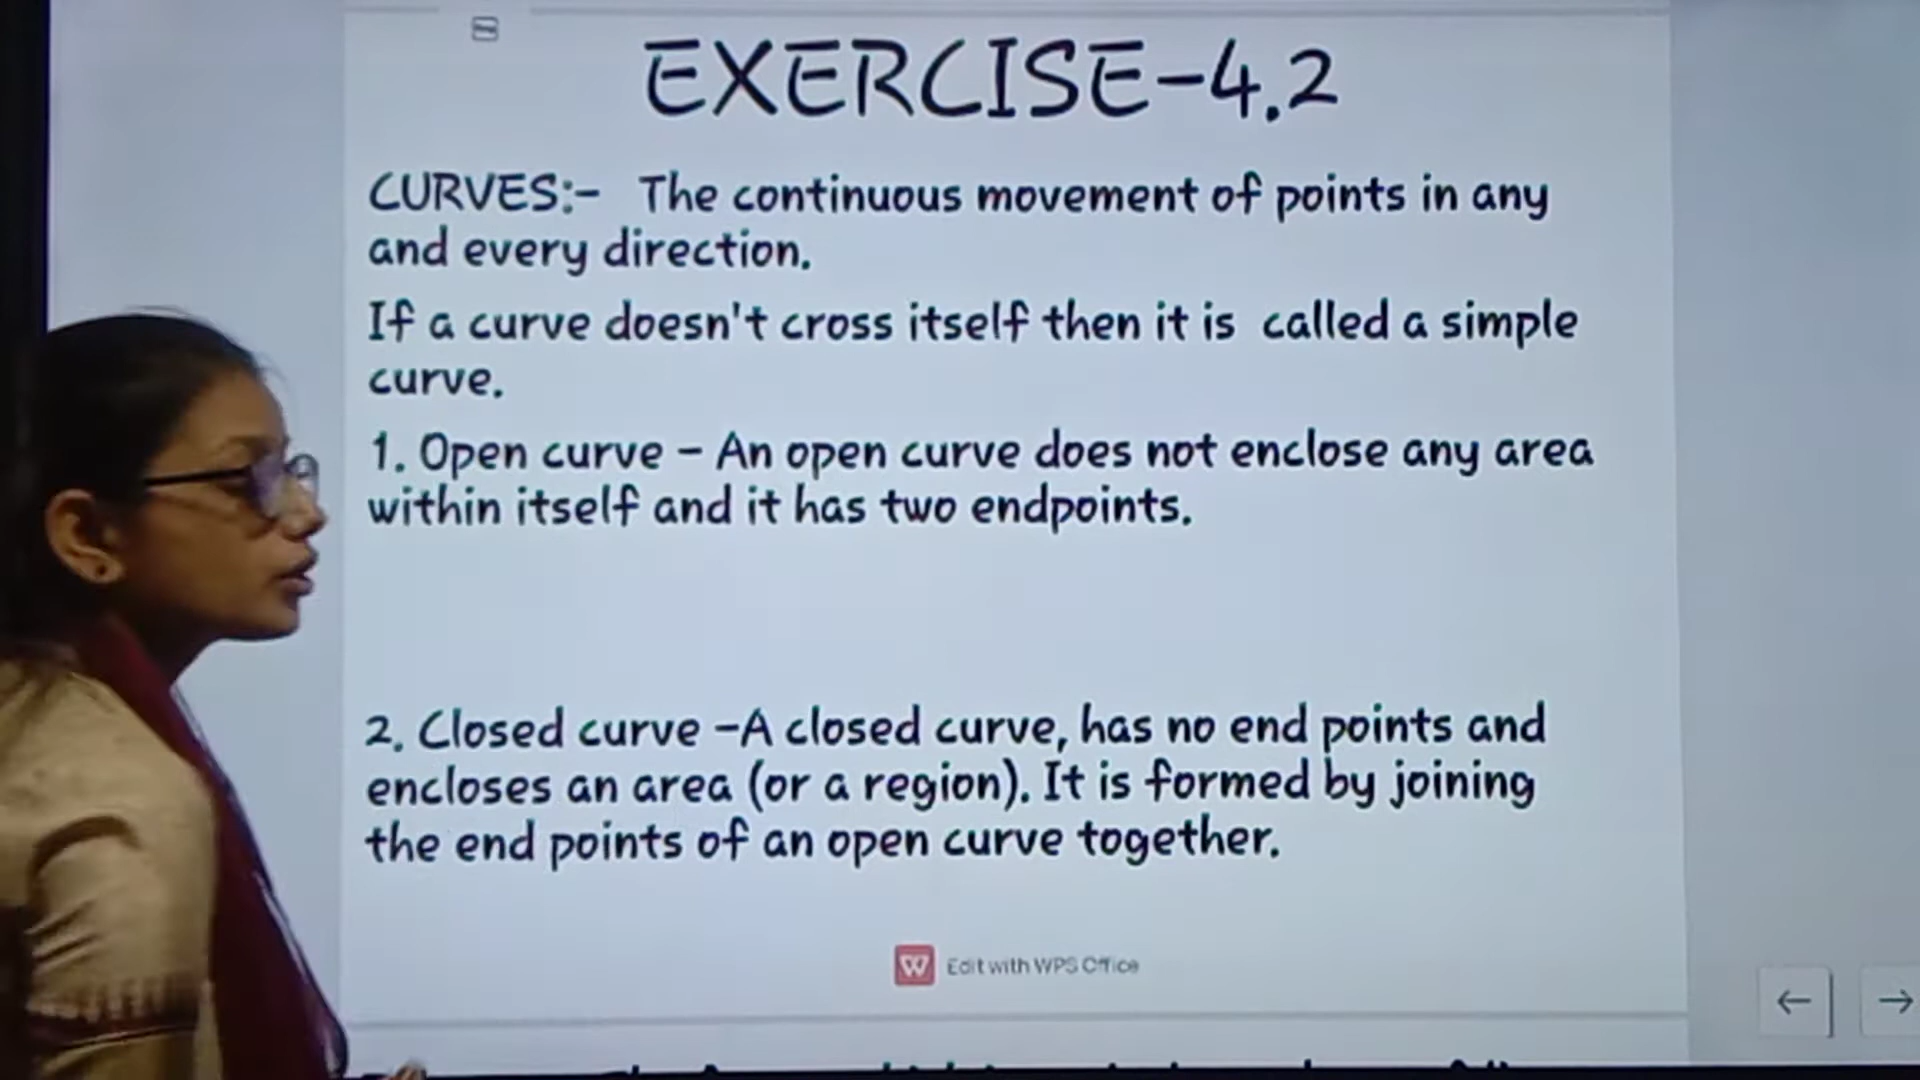 EXERCISE-4.2
CURVES:- The continuous movement of points in any
and every direction.
If a curve doesn't cross itself then it is called a simple
curve.
1. Open curve - An open curve does not enclose any area
within itself and it has two endpoints.
2. Closed curve -A closed curve, has no end points and
encloses an area (or a region). It is formed by joining
the end points of an open curve together.
Edit with WPS Office